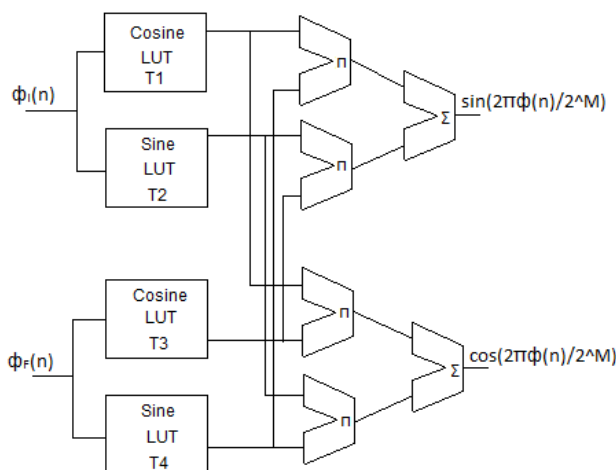 Cosine
LUT
T1
ϕI(n)
Sine
LUT
T2
Π
Π
Σ
sin(2πϕ(n)/2^M)
Cosine
LUT
T3
ϕF(n)
Sine
LUT
T4
Π
Π
Σ
cos(2πϕ(n)/2^M)